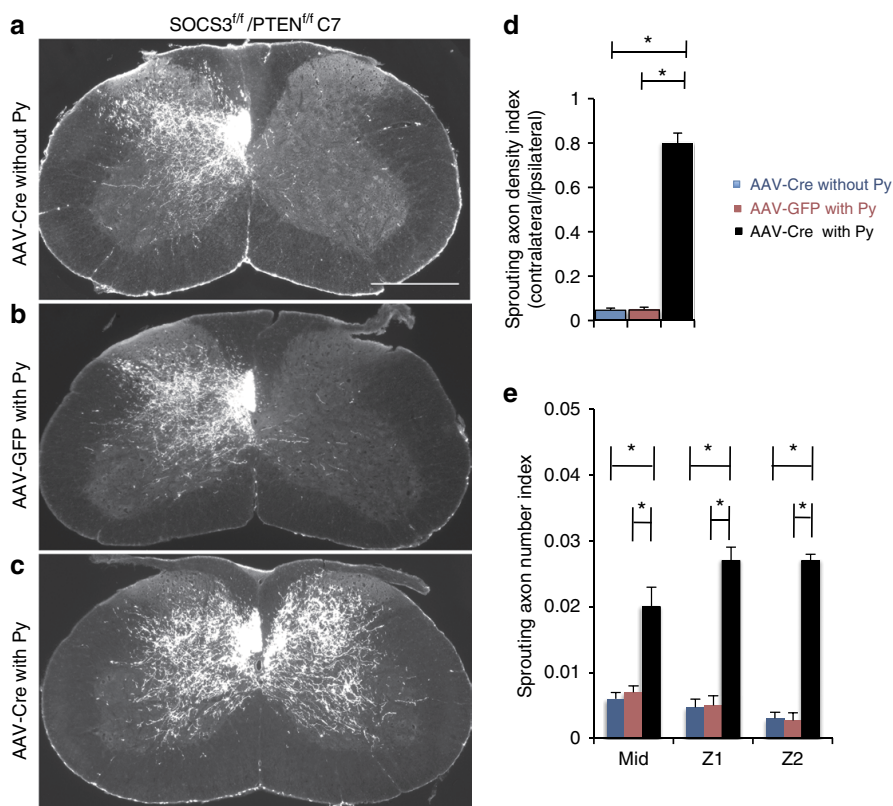 a
SOCS3f/f /PTENf/f C7
AAV-Cre without Py
b
AAV-GFP with Py
c
AAV-Cre with Py
d
Sprouting axon density index
(contralateral/ipsilateral)
1
0.8
0.6
0.4
0.2
0
*
*
AAV-Cre without Py
AAV-GFP with Py
AAV-Cre with Py
e
Sprouting axon number index
0.05
0.04
0.03
0.02
0.01
0
* * *
* * *
Mid Z1 Z2